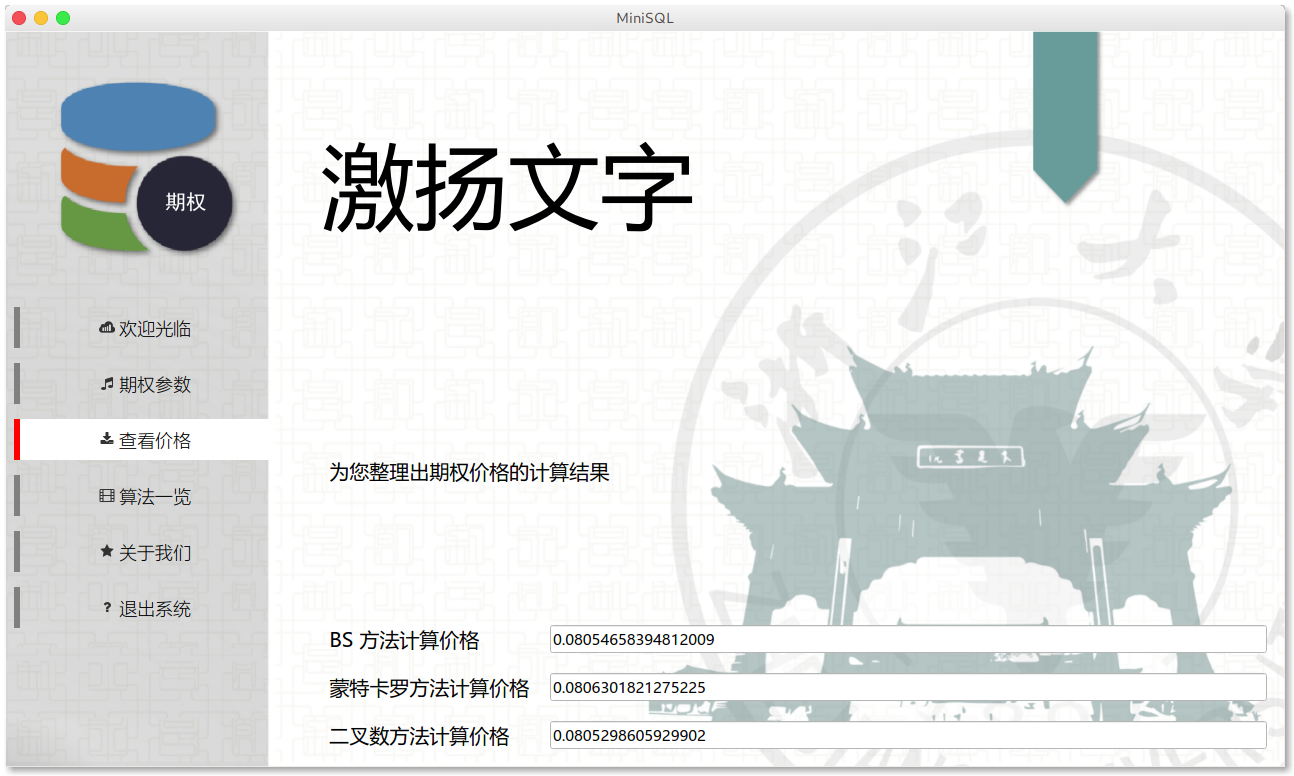 MiniSQL
期权
欢迎光临
期权参数
查看价格
算法一览
关于我们
? 退出系统
激扬文字
为您整理出期权价格的计算结果
BS 方法计算价格
0.08054658394812009
蒙特卡罗方法计算价格
0.0806301821275225
二叉数方法计算价格
0.0805298605929902